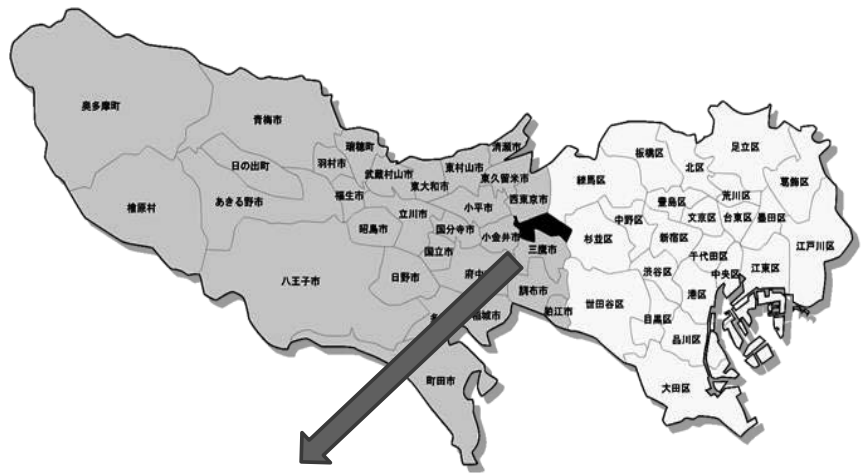 奥多摩町
青梅市
瑞穂町
清瀬市
板橋区
足立区
羽村市
武蔵村山市
東村山市
東久留米市
北区
日の出町
東大和市
練馬区
葛飾区
檜原村
あきる野市
福生市
小平市
西東京市
豊島区
荒川区
立川市
中野区
文京区
台東区
墨田区
昭島市
国分寺市
小金井市
三鷹市
杉並区
新宿区
江戸川区
国立市
千代田区
八王子市
日野市
府中
渋谷区
中央区
江東区
調布市
世田谷区
港区
稲城市
狛江市
目黒区
品川区
町田市
大田区